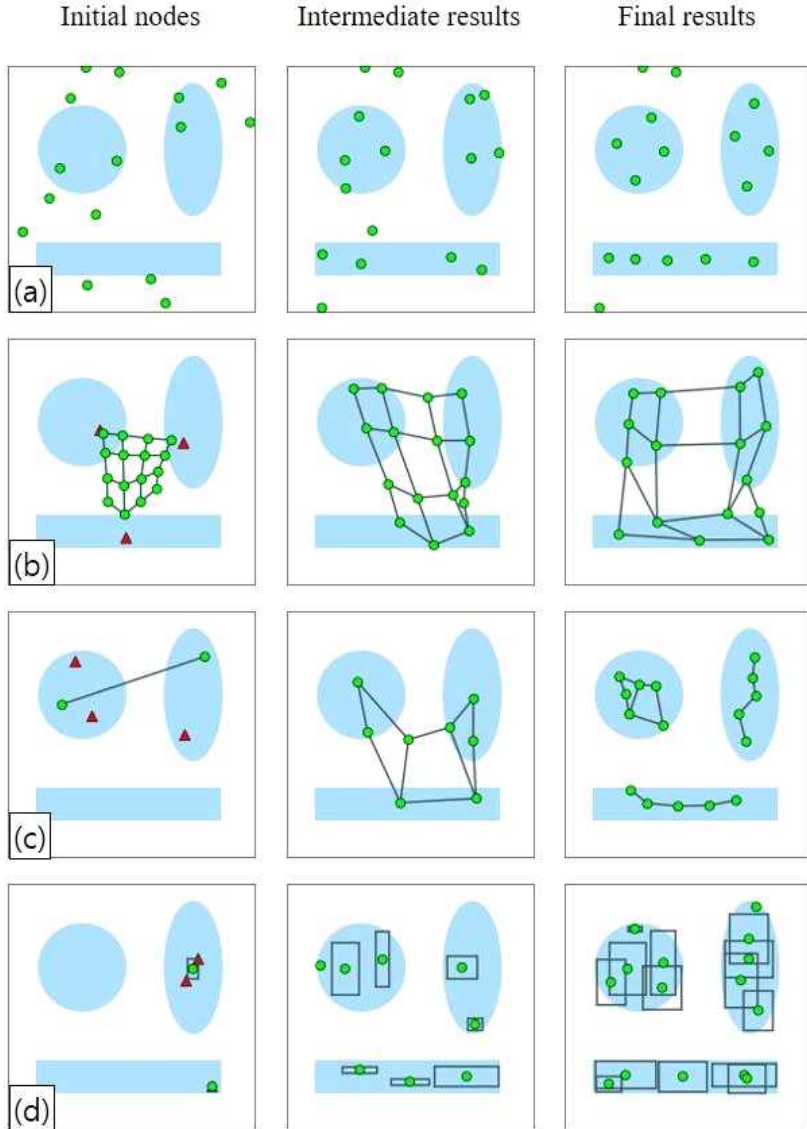 Initial nodes Intermediate results Final results
(a)
(b)
(c)
(d)